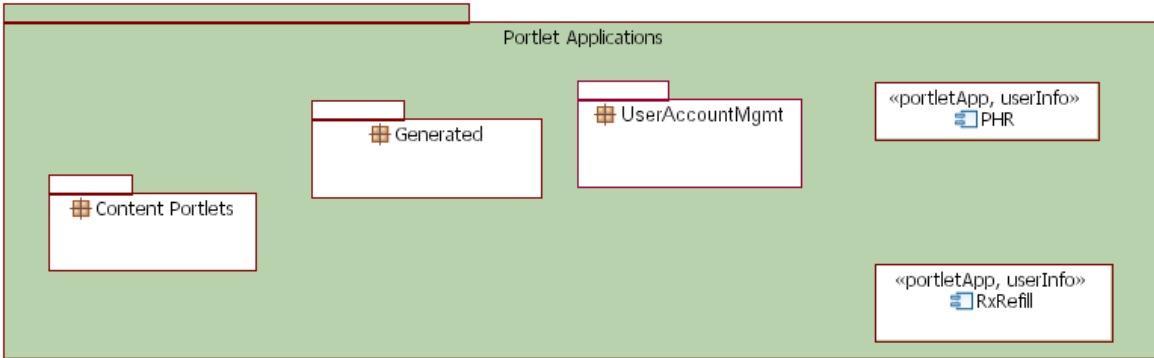 Portlet Applications
«portletApp, userInfo»
PHR
UserAccountMgmt
Generated
Content Portlets
«portletApp, userInfo»
RxRefill